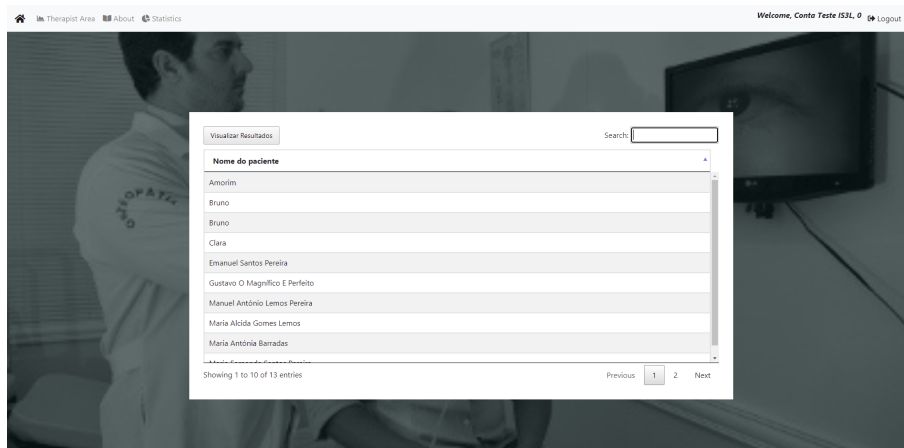 Therapist Area About Statistics Welcome, Conta Teste IS3L, 0 Logout
OSTEOPATIA
Visualizar Resultados Search:
Nome do paciente
Amorim
Bruno
Bruno
Clara
Emanuel Santos Pereira
Gustavo O Magnífico E Perfeito
Manuel António Lemos Pereira
Maria Alcida Gomes Lemos
Maria Antónia Barradas
Showing 1 to 10 of 13 entries Previous 1 2 Next